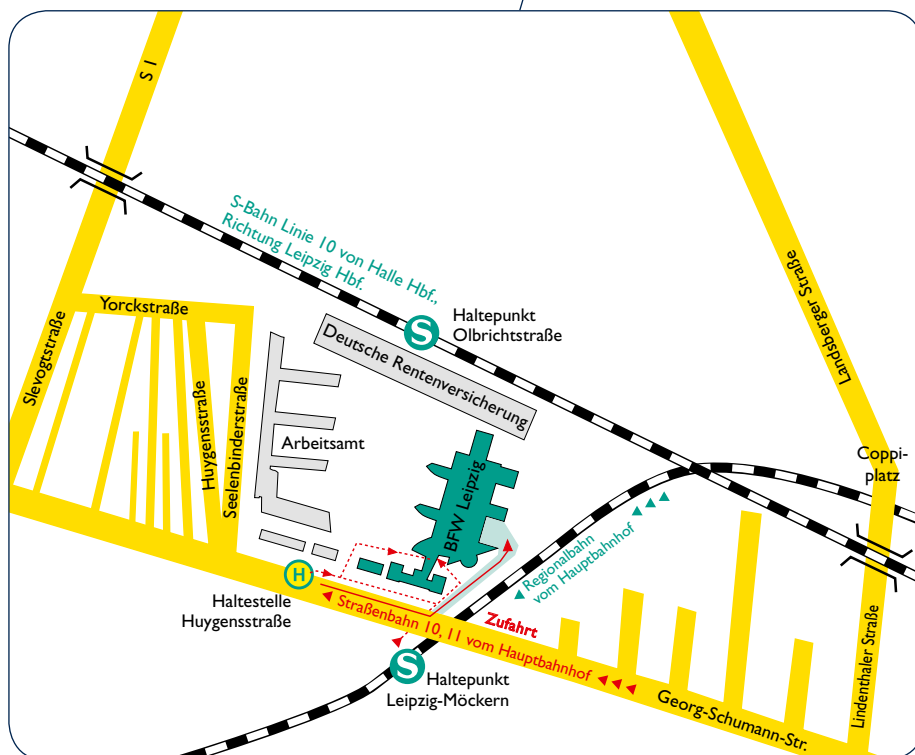 S I
S-Bahn Linie 10 von Halle Hbf.,
Richtung Leipzig Hbf.
Landsberger Straße
Yorckstraße
Haltepunkt
Olbrichtstraße
S
Slevogtstraße
Deutsche Rentenversicherung
Huygensstraße
Seelenbinderstraße
Arbeitsamt
BFW Leipzig
Coppi-
platz
Regionalbahn
vom Hauptbahnhof
H
Haltestelle
Huygensstraße
Straßenbahn 10, 11 vom Hauptbahnhof
Zufahrt
S
Haltepunkt
Leipzig-Möckern
Georg-Schumann-Str.
Lindenthaler Straße